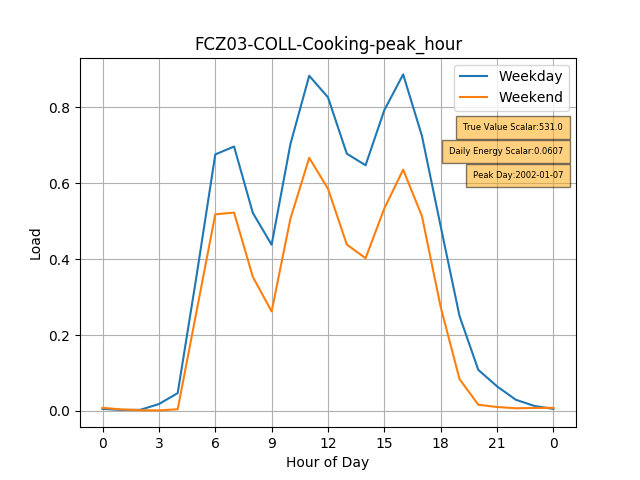 FCZ03-COLL-Cooking-peak_hour
Weekday
Weekend
True Value Scalar:531.0
Daily Energy Scalar:0.0607
Peak Day:2002-01-07
Load
0.8
0.6
0.4
0.2
0.0
0 3 6 9 12 15 18 21 0
Hour of Day